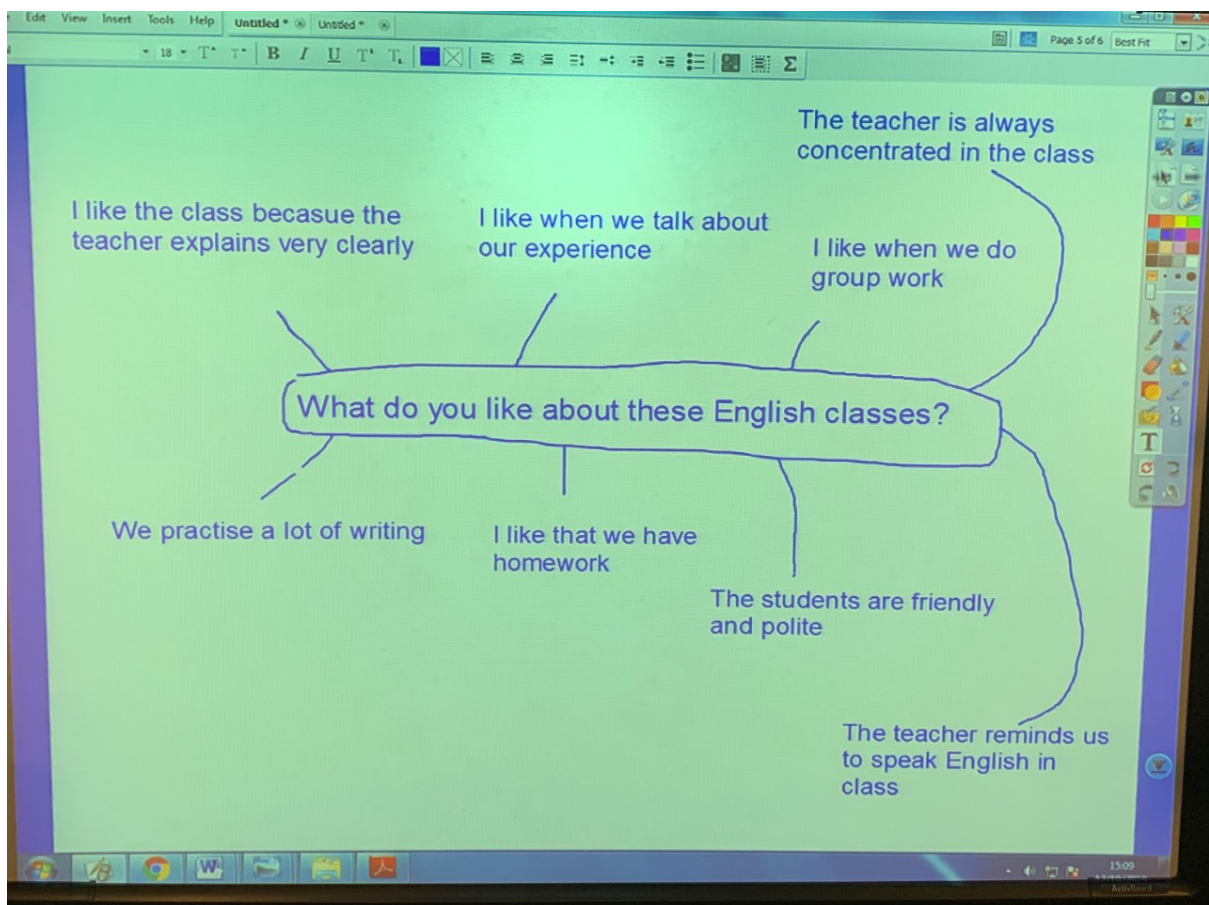 Edit View Insert Tools Help Untitled * Untitled *
Page 5 of 6 Best Fit
18 T T B I U T T Σ
The teacher is always
concentrated in the class
I like the class becasue the
teacher explains very clearly
I like when we talk about
our experience
I like when we do
group work
What do you like about these English classes?
We practise a lot of writing
I like that we have
homework
The students are friendly
and polite
The teacher reminds us
to speak English in
class
T
W
15:09
ActivBoard